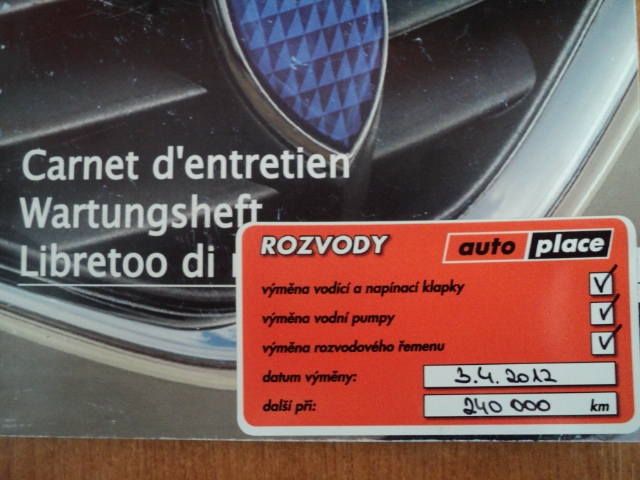 Carnet d'entretien
Wartungsheft
Libretoo di
ROZVODY auto place
výměna vodící a napínací klapky
výměna vodní pumpy
výměna rozvodového řemenu
datum výměny: 3.4.2012
další při: 240 000 km